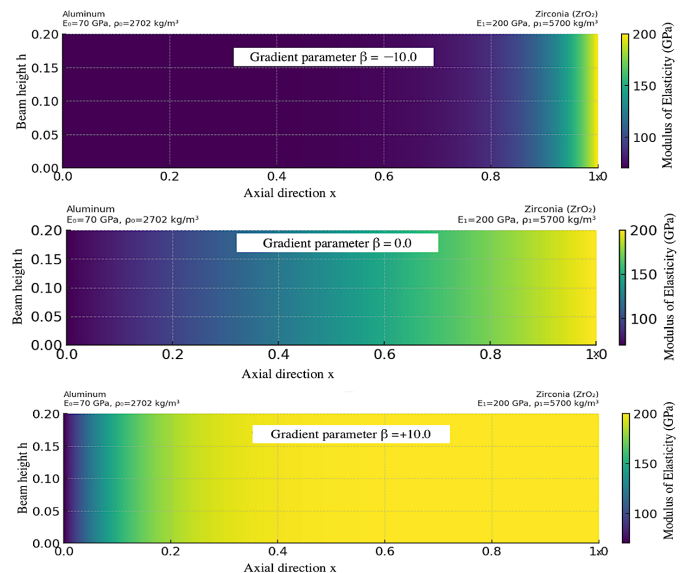 Aluminum Zirconia (ZrO₂)
E₀=70 GPa, ρ₀=2702 kg/m³ E₁=200 GPa, ρ₁=5700 kg/m³
Gradient parameter β = −10.0
Beam height h
0.20
0.15
0.10
0.05
0.00
0.0 0.2 0.4 0.6 0.8 1.0
x
Axial direction x
200
150
100
Modulus of Elasticity (GPa)
Aluminum Zirconia (ZrO₂)
E₀=70 GPa, ρ₀=2702 kg/m³ E₁=200 GPa, ρ₁=5700 kg/m³
Gradient parameter β = 0.0
Beam height h
0.20
0.15
0.10
0.05
0.00
0.0 0.2 0.4 0.6 0.8 1.0
x
Axial direction x
200
150
100
Modulus of Elasticity (GPa)
Aluminum Zirconia (ZrO₂)
E₀=70 GPa, ρ₀=2702 kg/m³ E₁=200 GPa, ρ₁=5700 kg/m³
Gradient parameter β =+10.0
Beam height h
0.20
0.15
0.10
0.05
0.00
0.0 0.2 0.4 0.6 0.8 1.0
x
Axial direction x
200
150
100
Modulus of Elasticity (GPa)